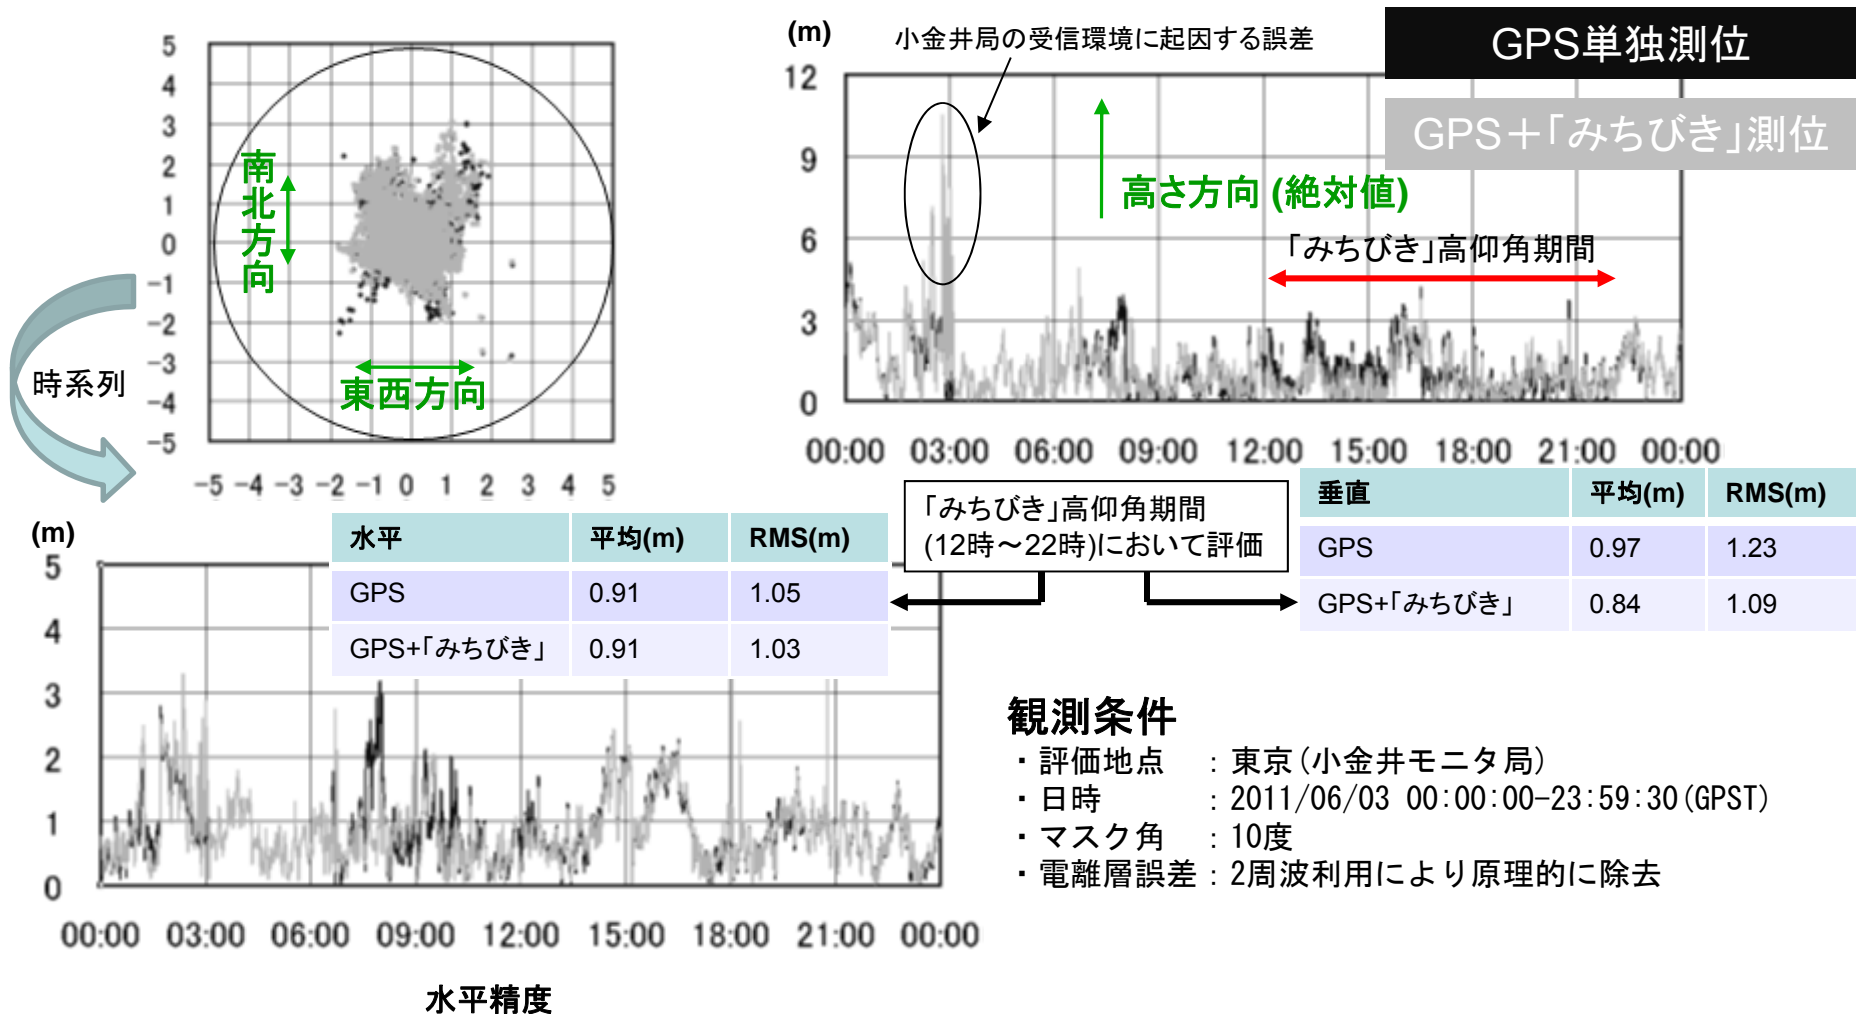 5
4
3
2
1
0
-1
-2
-3
-4
-5
-5 -4 -3 -2 -1 0 1 2 3 4 5
南北方向
東西方向
時系列
(m)
小金井局の受信環境に起因する誤差
GPS単独測位
GPS+「みちびき」測位
12
9
6
3
0
高さ方向 (絶対値)
「みちびき」高仰角期間
00:00 03:00 06:00 09:00 12:00 15:00 18:00 21:00 00:00
「みちびき」高仰角期間
(12時~22時)において評価
垂直 平均(m) RMS(m)
GPS 0.97 1.23
GPS+「みちびき」 0.84 1.09
(m)
水平 平均(m) RMS(m)
GPS 0.91 1.05
GPS+「みちびき」 0.91 1.03
5
4
3
2
1
0
00:00 03:00 06:00 09:00 12:00 15:00 18:00 21:00 00:00
水平精度
観測条件
・評価地点 :東京(小金井モニタ局)
・日時 :2011/06/03 00:00:00-23:59:30(GPST)
・マスク角 :10度
・電離層誤差:2周波利用により原理的に除去